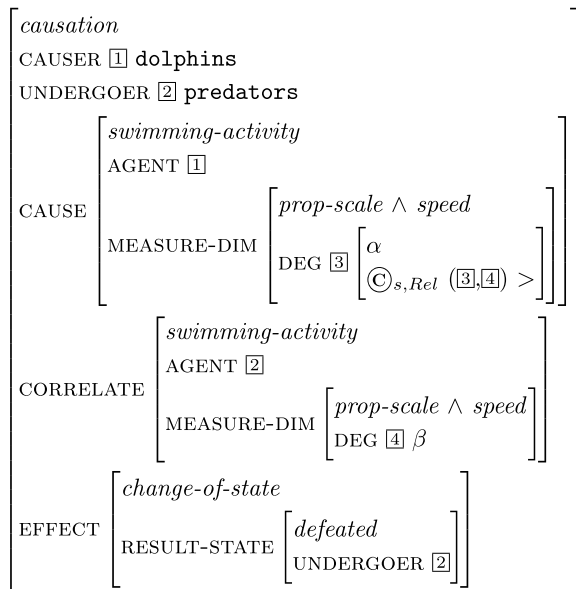 causation
CAUSER 1 dolphins
UNDERGOER 2 predators
swimming-activity
AGENT 1
CAUSE
prop-scale ∧ speed
MEASURE-DIM
α
DEG 3
Ⓒs,Rel (3,4) >
swimming-activity
AGENT 2
CORRELATE
prop-scale ∧ speed
MEASURE-DIM
DEG 4 β
change-of-state
EFFECT
defeated
RESULT-STATE
UNDERGOER 2